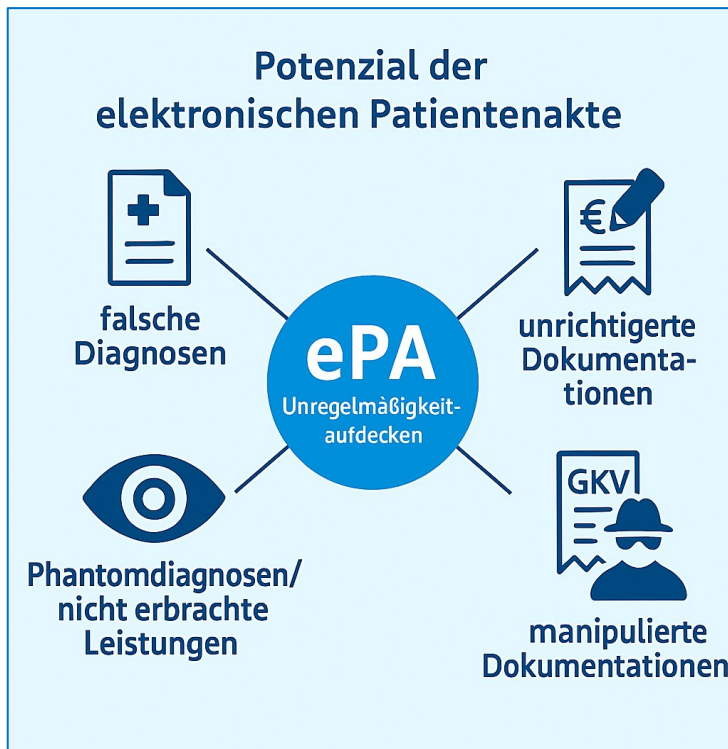 Potenzial der
elektronischen Patientenakte
falsche
Diagnosen
€
unrichtigerte
Dokumenta-
tionen
ePA
Unregelmäßigkeit-
aufdecken
Phantomdiagnosen/
nicht erbrachte
Leistungen
GKV
manipulierte
Dokumentationen